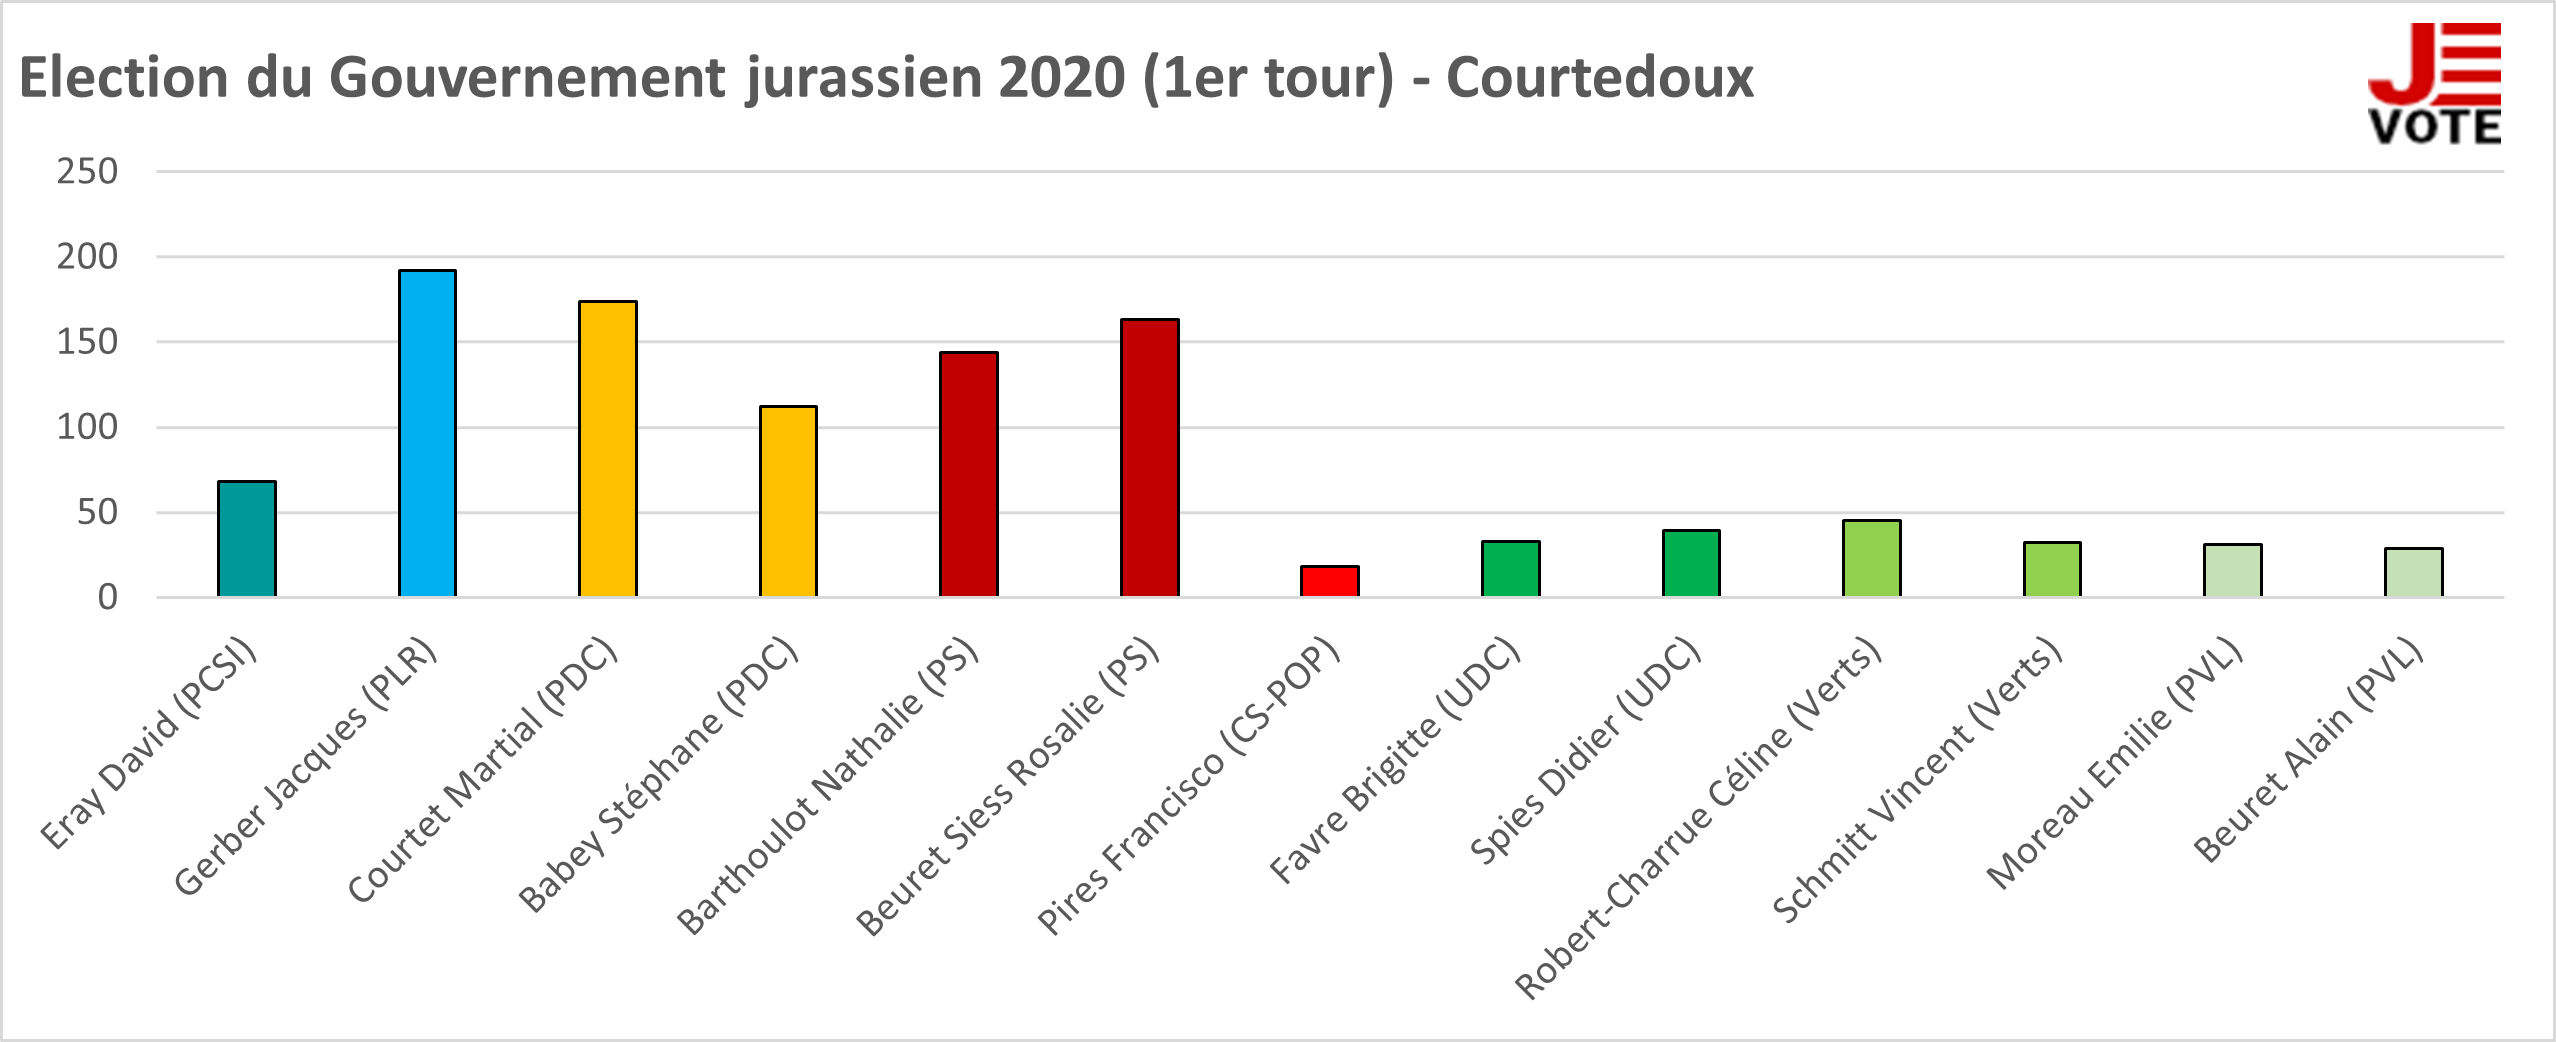 Election du Gouvernement jurassien 2020 (1er tour) - Courtedoux
JE
VOTE
250
200
150
100
50
0
Eray David (PCSI)
Gerber Jacques (PLR)
Courtet Martial (PDC)
Babey Stéphane (PDC)
Barthoulot Nathalie (PS)
Beuret Siess Rosalie (PS)
Pires Francisco (CS-POP)
Favre Brigitte (UDC)
Spies Didier (UDC)
Robert-Charrue Céline (Verts)
Schmitt Vincent (Verts)
Moreau Emilie (PVL)
Beuret Alain (PVL)